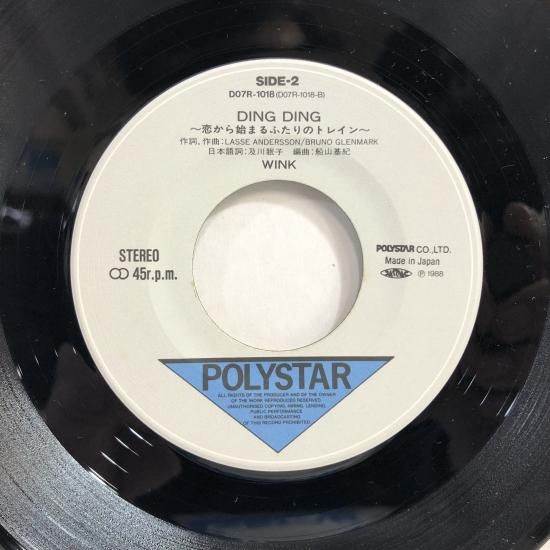 SIDE-2
D07R-1018(D07R-1018-B)
DING DING
〜恋から始まるふたりのトレイン〜
作詞,作曲:LASSE ANDERSSON/BRUNO GLENMARK
日本語詞:及川眠子 編曲:船山基紀
WINK
STEREO
45r.p.m.
POLYSTAR CO.,LTD.
Made in Japan
℗1988
POLYSTAR
ALL RIGHTS OF THE PRODUCER AND OF THE OWNER
OF THE WORK REPRODUCED RESERVED.
UNAUTHORISED COPYING, HIRING, LENDING,
PUBLIC PERFORMANCE
AND BROADCASTING
OF THIS RECORD PROHIBITED.